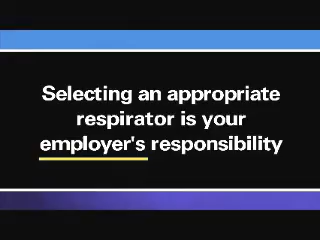 Selecting an appropriate
respirator is your
employer's responsibility